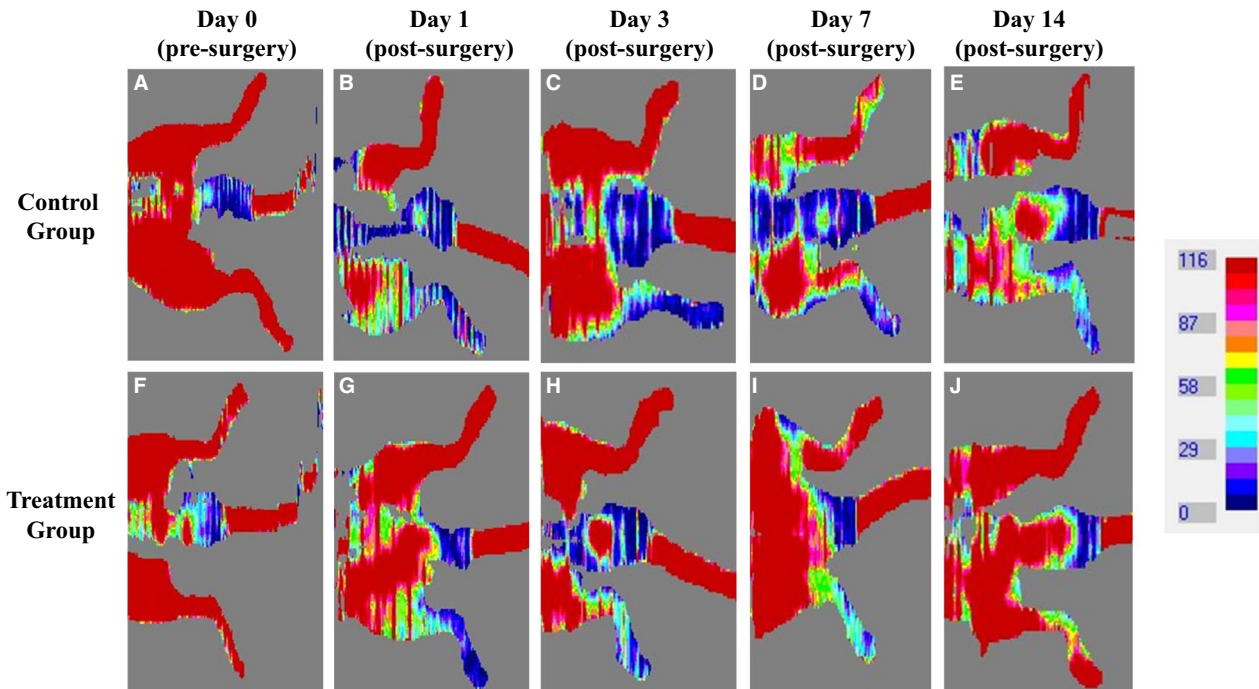 Day 0
(pre-surgery)
Day 1
(post-surgery)
Day 3
(post-surgery)
Day 7
(post-surgery)
Day 14
(post-surgery)
Control
Group
A
B
C
D
E
116
87
58
29
0
Treatment
Group
F
G
H
I
J